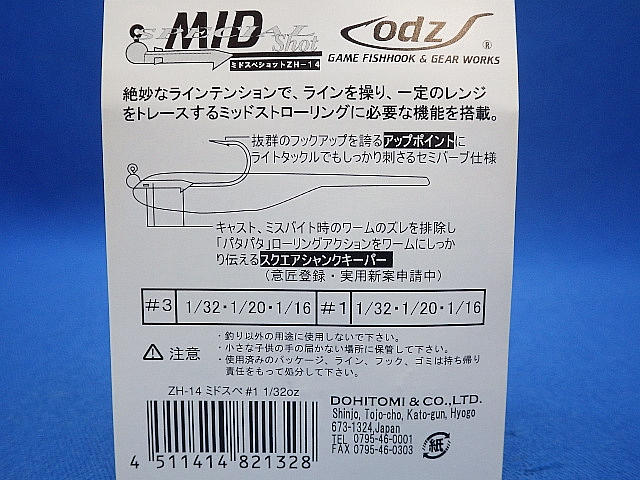 SPECIAL
MID
Shot
ミドスペショットZH-14
odz
®
GAME FISHHOOK & GEAR WORKS
絶妙なラインテンションで、ラインを操り、一定のレンジ
をトレースするミッドストローリングに必要な機能を搭載。
抜群のフックアップを誇るアップポイントに
ライトタックルでもしっかり刺さるセミバーブ仕様
キャスト、ミスバイト時のワームのズレを排除し
「パタパタ」ローリングアクションをワームにしっか
り伝えるスクエアシャンクキーパー
(意匠登録・実用新案申請中)
#3 1/32・1/20・1/16 #1 1/32・1/20・1/16
注意
・釣り以外の用途に使用しないで下さい。
・小さな子供の手の届かない場所に保管して下さい。
・使用済みのパッケージ、ライン、フック、ゴミは持ち帰り
責任をもって処分して下さい。
ZH-14 ミドスペ #1 1/32oz
4 511414 821328
DOHITOMI & CO.,LTD.
Shinjo, Tojo-cho, Kato-gun, Hyogo
673-1324,Japan
TEL 0795-46-0001
FAX 0795-46-0303
紙